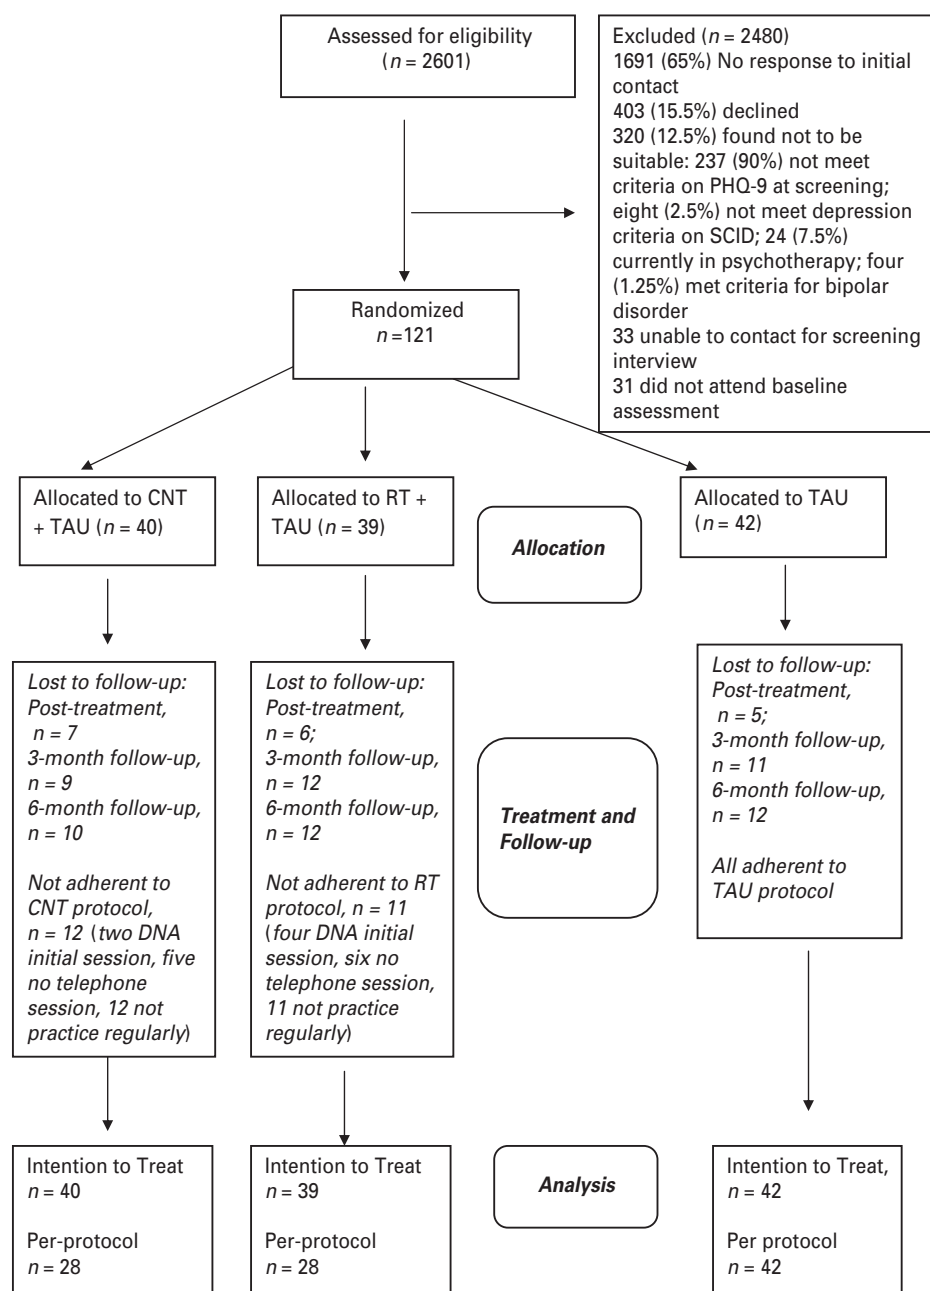 Assessed for eligibility
(n = 2601)
Excluded (n = 2480)
1691 (65%) No response to initial
contact
403 (15.5%) declined
320 (12.5%) found not to be
suitable: 237 (90%) not meet
criteria on PHQ-9 at screening;
eight (2.5%) not meet depression
criteria on SCID; 24 (7.5%)
currently in psychotherapy; four
(1.25%) met criteria for bipolar
disorder
33 unable to contact for screening
interview
31 did not attend baseline
assessment
Randomized
n =121
Allocated to CNT
+ TAU (n = 40)
Allocated to RT +
TAU (n = 39)
Allocation
Allocated to TAU
(n = 42)
Lost to follow-up:
Post-treatment,
n = 7
3-month follow-up,
n = 9
6-month follow-up,
n = 10
Not adherent to
CNT protocol,
n = 12 (two DNA
initial session, five
no telephone
session, 12 not
practice regularly)
Lost to follow-up:
Post-treatment,
n = 6;
3-month follow-up,
n = 12
6-month follow-up,
n = 12
Not adherent to RT
protocol, n = 11
(four DNA initial
session, six no
telephone session,
11 not practice
regularly)
Treatment and
Follow-up
Lost to follow-up:
Post-treatment,
n = 5;
3-month follow-up,
n = 11
6-month follow-up,
n = 12
All adherent to
TAU protocol
Intention to Treat
n = 40
Per-protocol
n = 28
Intention to Treat
n = 39
Per-protocol
n = 28
Analysis
Intention to Treat,
n = 42
Per protocol
n = 42